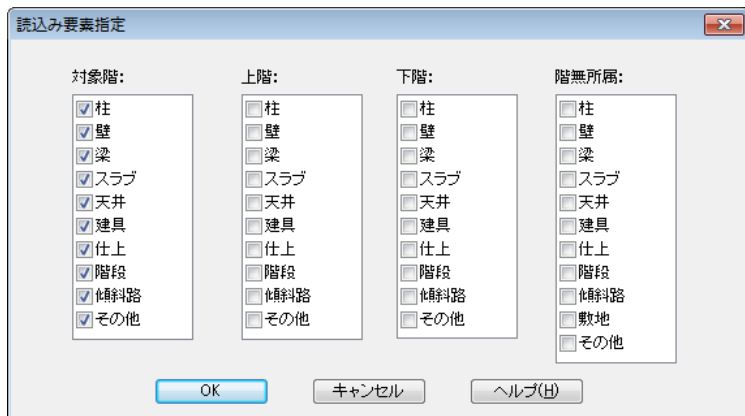 読込み要素指定
対象階:
柱
壁
梁
スラブ
天井
建具
仕上
階段
傾斜路
その他
上階:
柱
壁
梁
スラブ
天井
建具
仕上
階段
傾斜路
その他
下階:
柱
壁
梁
スラブ
天井
建具
仕上
階段
傾斜路
その他
階無所属:
柱
壁
梁
スラブ
天井
建具
仕上
階段
傾斜路
敷地
その他
OK
キャンセル
ヘルプ(H)